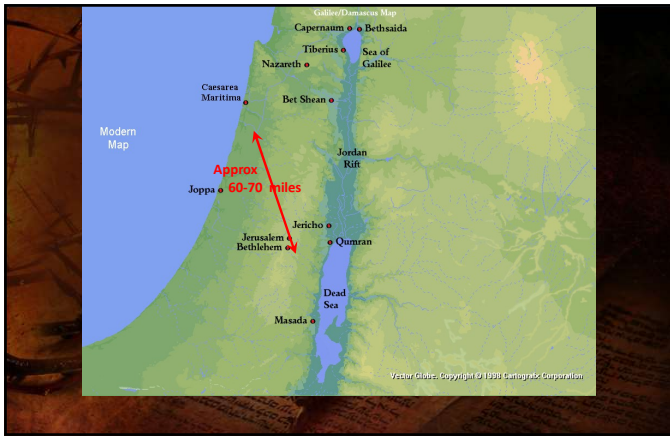 Galilee/Damascus Map
Capernaum
Bethsaida
Tiberius
Sea of
Galilee
Nazareth
Caesarea
Maritima
Bet Shean
Modern
Map
Jordan
Rift
Approx
60-70 miles
Joppa
Jericho
Jerusalem
Qumran
Bethlehem
Dead
Sea
Masada
Vector Globe. Copyright © 1998 Cartografx Corporation